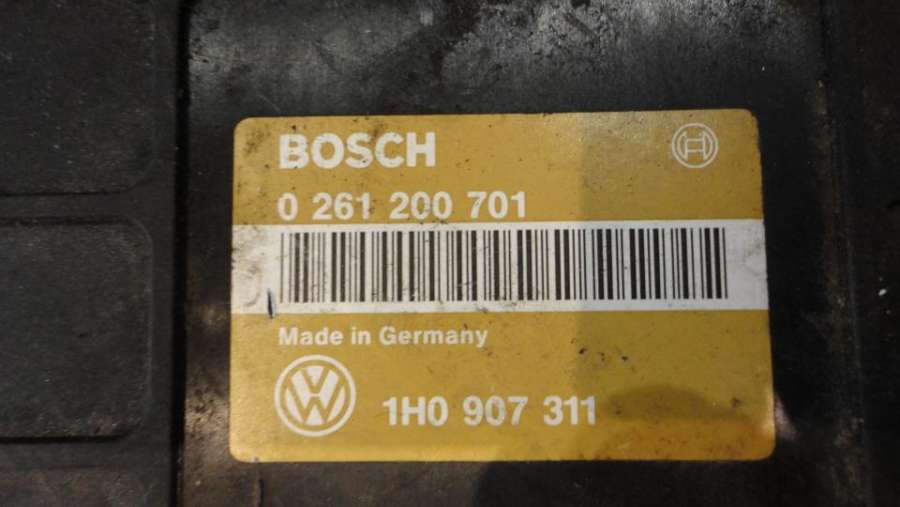 BOSCH
0 261 200 701
Made in Germany
1H0 907 311